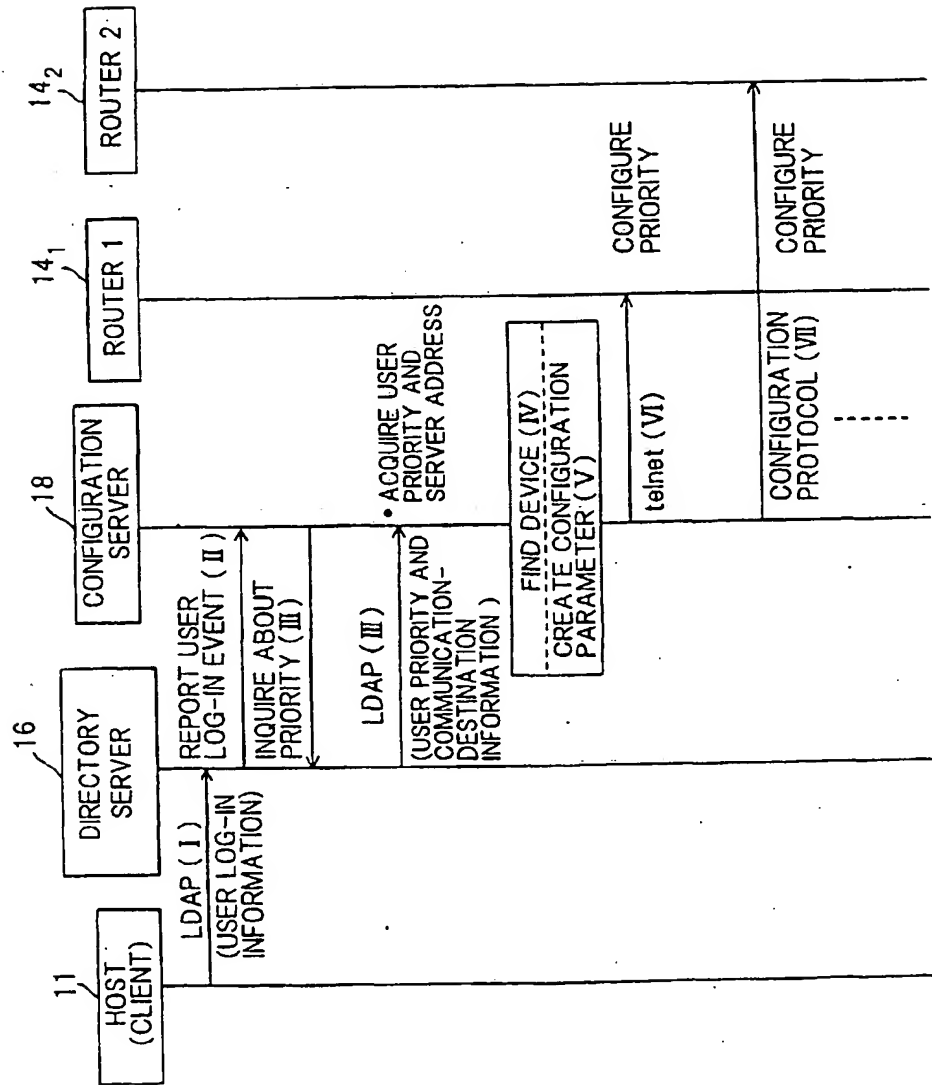 11
HOST
(CLIENT)
16
DIRECTORY
SERVER
18
CONFIGURATION
SERVER
14₁
ROUTER 1
14₂
ROUTER 2
LDAP (I)
(USER LOG-IN
INFORMATION)
REPORT USER
LOG-IN EVENT (II)
INQUIRE ABOUT
PRIORITY (III)
LDAP (III)
(USER PRIORITY AND
COMMUNICATION-
DESTINATION
INFORMATION)
• ACQUIRE USER
PRIORITY AND
SERVER ADDRESS
FIND DEVICE (IV)
CREATE CONFIGURATION
PARAMETER (V)
telnet (VI)
CONFIGURE
PRIORITY
CONFIGURATION
PROTOCOL (VII)
CONFIGURE
PRIORITY